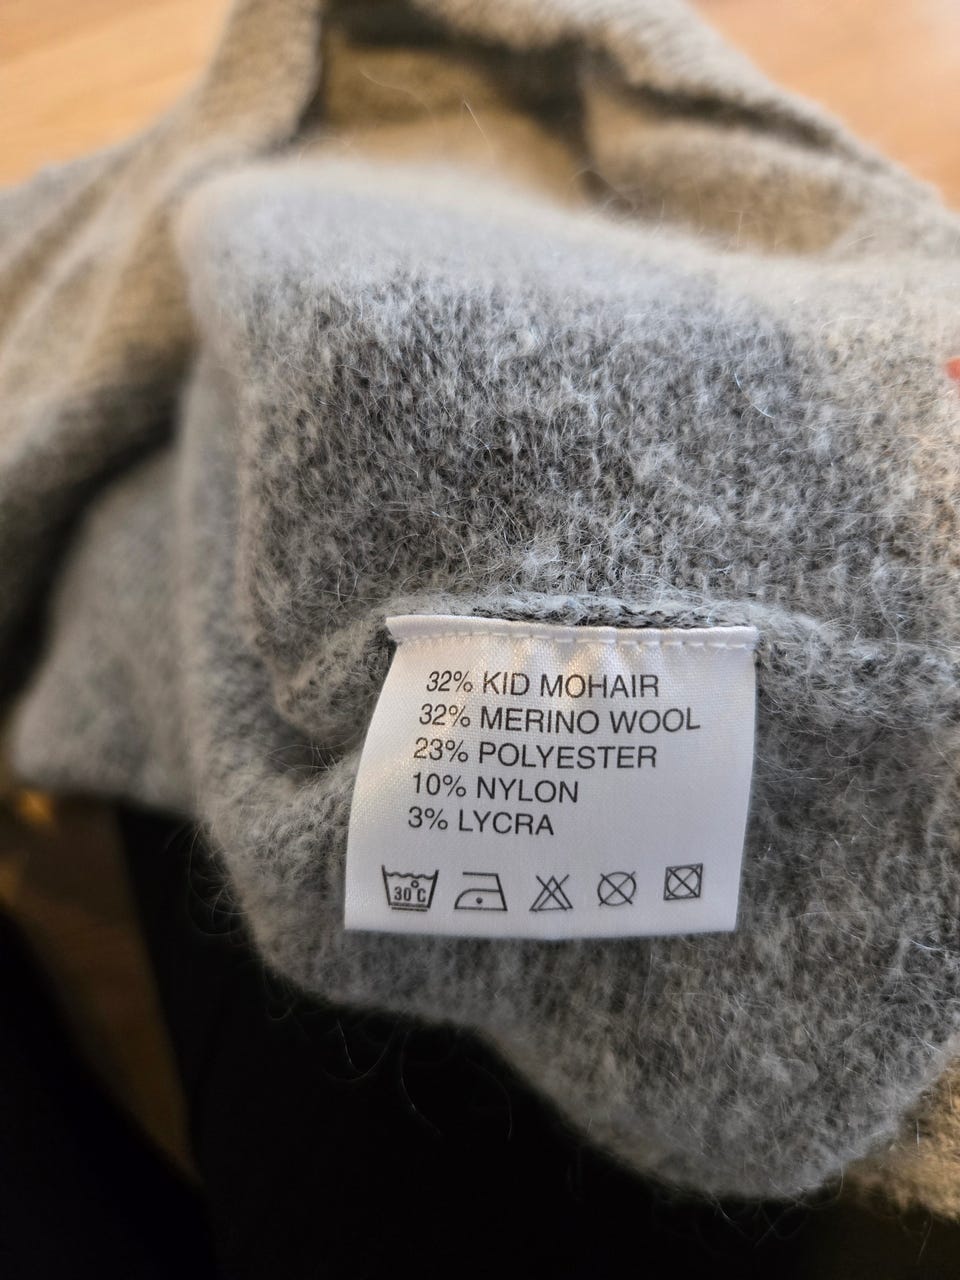 32% KID MOHAIR
32% MERINO WOOL
23% POLYESTER
10% NYLON
3% LYCRA
30°C